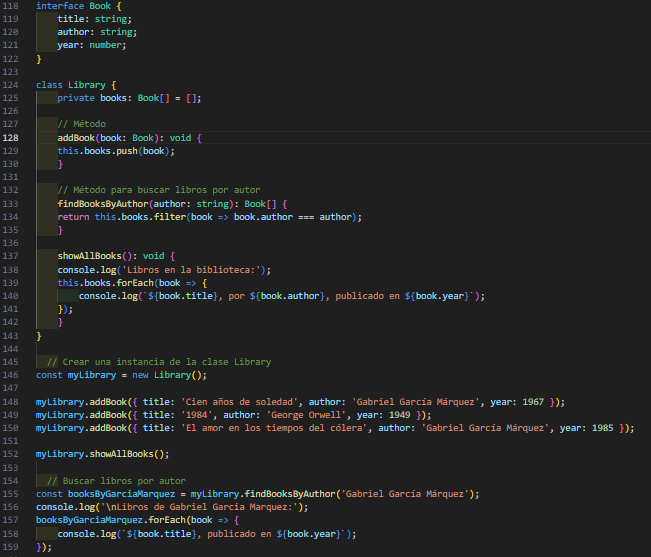 118 interface Book {
119 title: string;
120 author: string;
121 year: number;
122 }
123
124 class Library {
125 private books: Book[] = [];
126
127 // Método
128 addBook(book: Book): void {
129 this.books.push(book);
130 }
131
132 // Método para buscar libros por autor
133 findBooksByAuthor(author: string): Book[] {
134 return this.books.filter(book => book.author === author);
135 }
136
137 showAllBooks(): void {
138 console.log('Libros en la biblioteca:');
139 this.books.forEach(book => {
140 console.log(`${book.title}, por ${book.author}, publicado en ${book.year}`);
141 });
142 }
143 }
144
145 // Crear una instancia de la clase Library
146 const myLibrary = new Library();
147
148 myLibrary.addBook({ title: 'Cien años de soledad', author: 'Gabriel García Márquez', year: 1967 });
149 myLibrary.addBook({ title: '1984', author: 'George Orwell', year: 1949 });
150 myLibrary.addBook({ title: 'El amor en los tiempos del cólera', author: 'Gabriel García Márquez', year: 1985 });
151
152 myLibrary.showAllBooks();
153
154 // Buscar libros por autor
155 const booksByGarciaMarquez = myLibrary.findBooksByAuthor('Gabriel García Márquez');
156 console.log('\nLibros de Gabriel Garcia Marquez:');
157 booksByGarciaMarquez.forEach(book => {
158 console.log(`${book.title}, publicado en ${book.year}`);
159 });